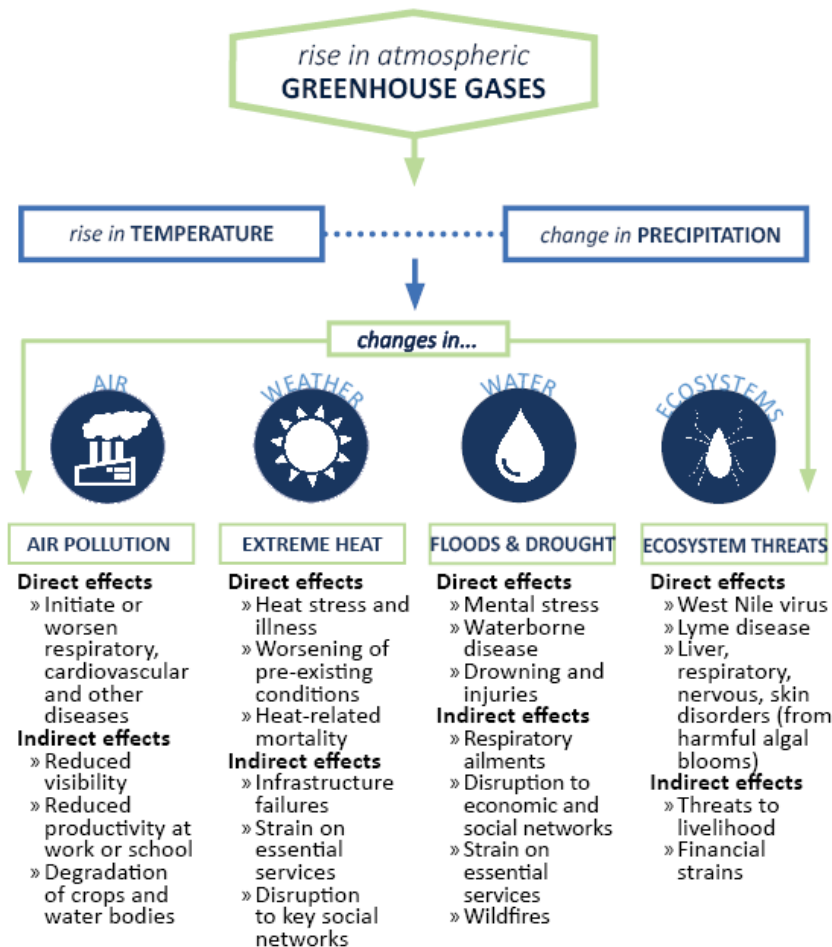 rise in atmospheric
GREENHOUSE GASES
rise in TEMPERATURE
change in PRECIPITATION
changes in...
AIR
WEATHER
WATER
ECOSYSTEMS
AIR POLLUTION
Direct effects
» Initiate or
worsen
respiratory,
cardiovascular
and other
diseases
Indirect effects
» Reduced
visibility
» Reduced
productivity at
work or school
» Degradation
of crops and
water bodies
EXTREME HEAT
Direct effects
» Heat stress and
illness
» Worsening of
pre-existing
conditions
» Heat-related
mortality
Indirect effects
» Infrastructure
failures
» Strain on
essential
services
» Disruption
to key social
networks
FLOODS & DROUGHT
Direct effects
» Mental stress
» Waterborne
disease
» Drowning and
injuries
Indirect effects
» Respiratory
ailments
» Disruption to
economic and
social networks
» Strain on
essential
services
» Wildfires
ECOSYSTEM THREATS
Direct effects
» West Nile virus
» Lyme disease
» Liver,
respiratory,
nervous, skin
disorders (from
harmful algal
blooms)
Indirect effects
» Threats to
livelihood
» Financial
strains